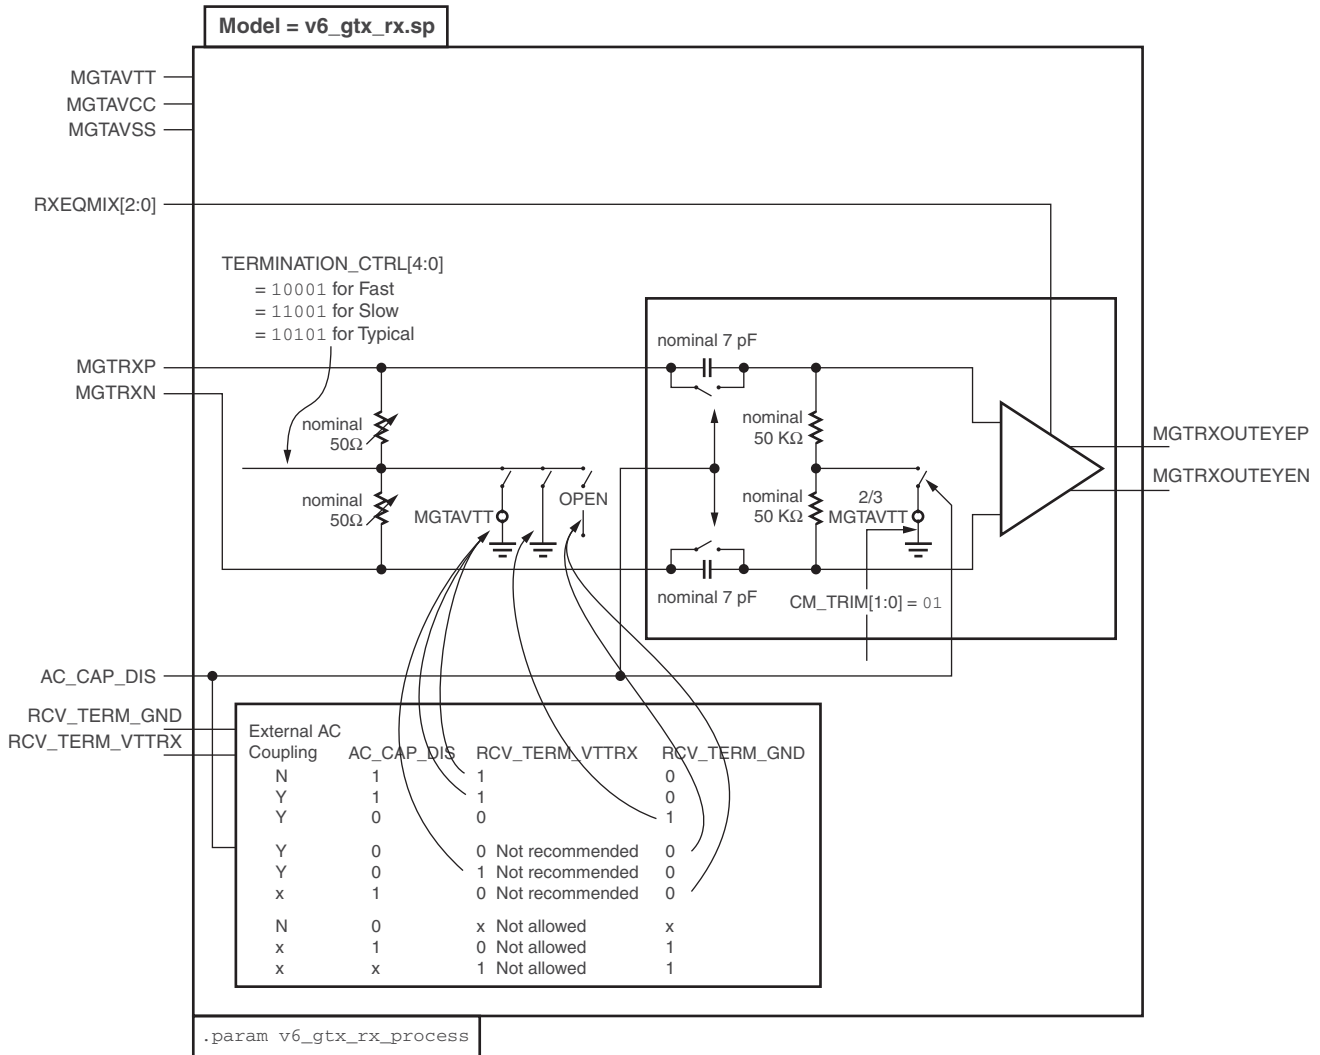 Model = v6_gtx_rx.sp
MGTAVTT
MGTAVCC
MGTAVSS
RXEQMIX[2:0]
TERMINATION_CTRL[4:0]
= 10001 for Fast
= 11001 for Slow
= 10101 for Typical
MGTRXP
MGTRXN
nominal
50Ω
nominal
50Ω
MGTAVTT
OPEN
nominal 7 pF
nominal
50 KΩ
nominal
50 KΩ
2/3
MGTAVTT
nominal 7 pF
CM_TRIM[1:0] = 01
MGTRXOUTEYEP
MGTRXOUTEYEN
AC_CAP_DIS
RCV_TERM_GND
RCV_TERM_VTTRX
External AC
Coupling AC_CAP_DIS RCV_TERM_VTTRX RCV_TERM_GND
N 1 1 0
Y 1 1 0
Y 0 0 1
Y 0 0 Not recommended 0
Y 0 1 Not recommended 0
x 1 0 Not recommended 0
N 0 x Not allowed x
x 1 0 Not allowed 1
x x 1 Not allowed 1
.param v6_gtx_rx_process